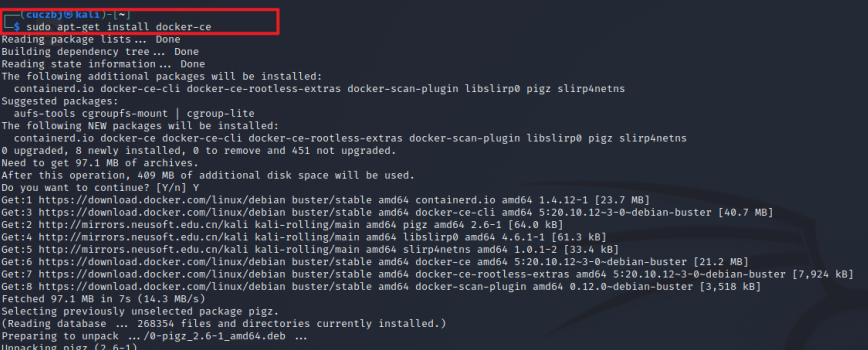 ┌──(cuczbj㉿kali)-[~]
└─$ sudo apt-get install docker-ce
Reading package lists... Done
Building dependency tree... Done
Reading state information... Done
The following additional packages will be installed:
containerd.io docker-ce-cli docker-ce-rootless-extras docker-scan-plugin libslirp0 pigz slirp4netns
Suggested packages:
aufs-tools cgroupfs-mount | cgroup-lite
The following NEW packages will be installed:
containerd.io docker-ce docker-ce-cli docker-ce-rootless-extras docker-scan-plugin libslirp0 pigz slirp4netns
0 upgraded, 8 newly installed, 0 to remove and 451 not upgraded.
Need to get 97.1 MB of archives.
After this operation, 409 MB of additional disk space will be used.
Do you want to continue? [Y/n] Y
Get:1 https://download.docker.com/linux/debian buster/stable amd64 containerd.io amd64 1.4.12-1 [23.7 MB]
Get:3 https://download.docker.com/linux/debian buster/stable amd64 docker-ce-cli amd64 5:20.10.12~3-0~debian-buster [40.7 MB]
Get:2 http://mirrors.neusoft.edu.cn/kali kali-rolling/main amd64 pigz amd64 2.6-1 [64.0 kB]
Get:4 http://mirrors.neusoft.edu.cn/kali kali-rolling/main amd64 libslirp0 amd64 4.6.1-1 [61.3 kB]
Get:5 http://mirrors.neusoft.edu.cn/kali kali-rolling/main amd64 slirp4netns amd64 1.0.1-2 [33.4 kB]
Get:6 https://download.docker.com/linux/debian buster/stable amd64 docker-ce amd64 5:20.10.12~3-0~debian-buster [21.2 MB]
Get:7 https://download.docker.com/linux/debian buster/stable amd64 docker-ce-rootless-extras amd64 5:20.10.12~3-0~debian-buster [7,924 kB]
Get:8 https://download.docker.com/linux/debian buster/stable amd64 docker-scan-plugin amd64 0.12.0~debian-buster [3,518 kB]
Fetched 97.1 MB in 7s (14.3 MB/s)
Selecting previously unselected package pigz.
(Reading database ... 268354 files and directories currently installed.)
Preparing to unpack .../0-pigz_2.6-1_amd64.deb ...
Unpacking pigz (2.6-1)